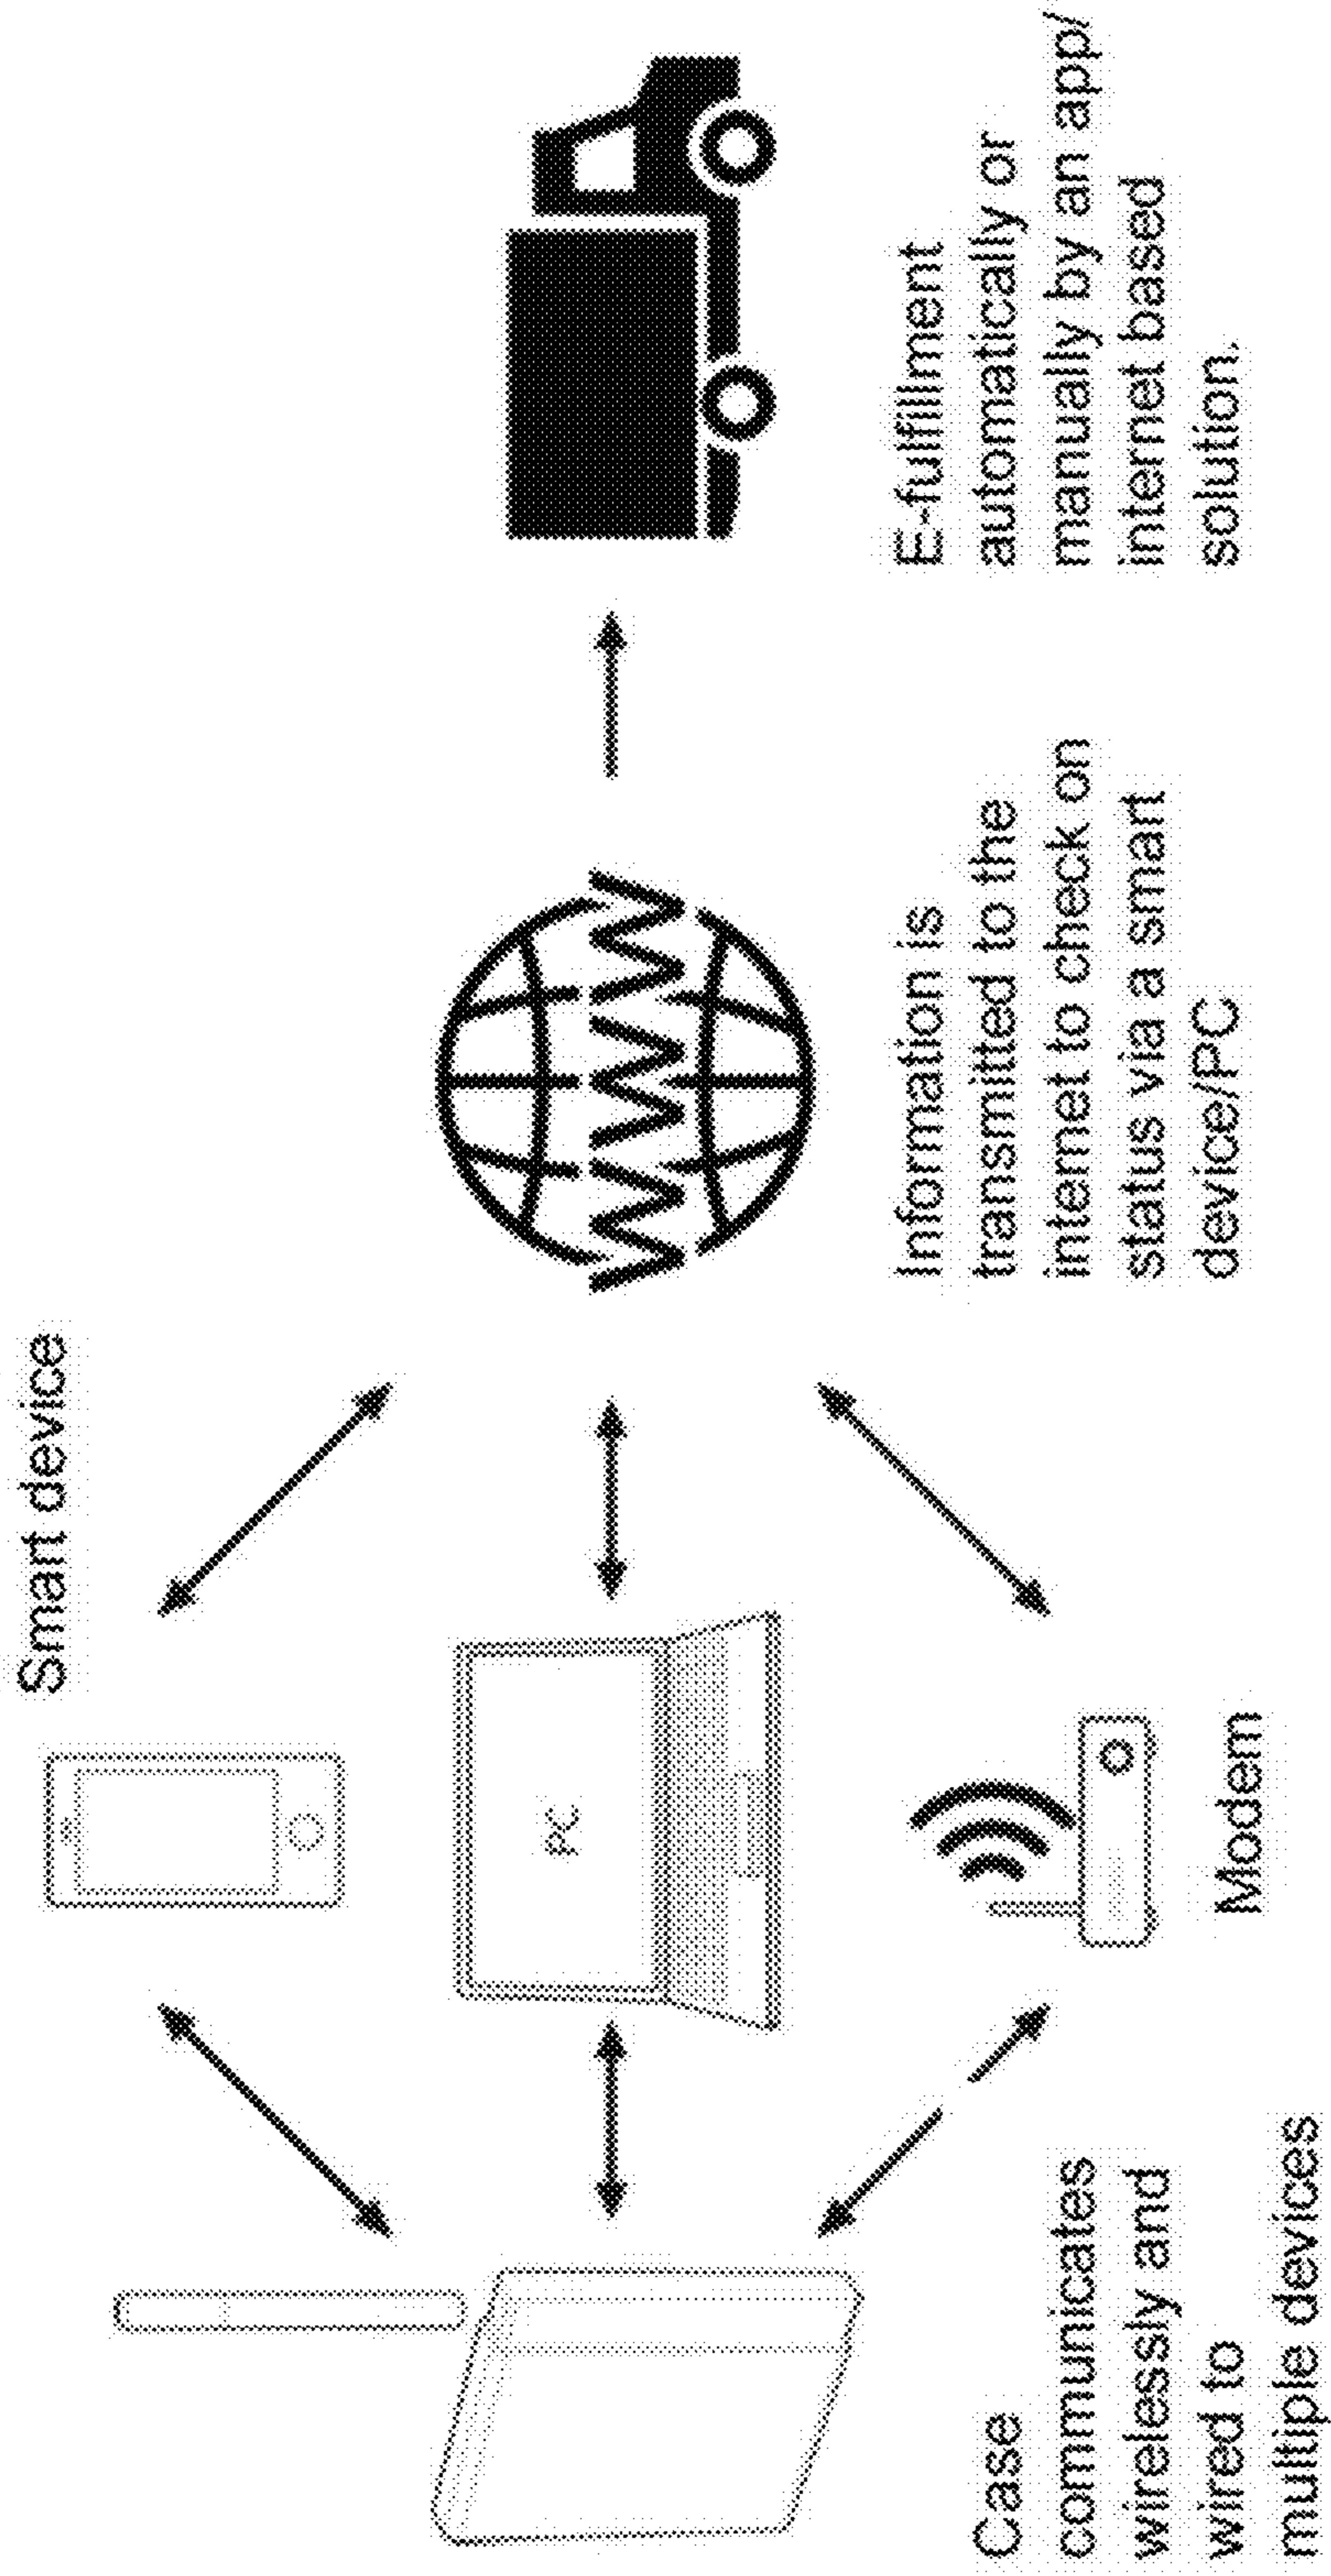 Smart device
PC
WWW
Modem
Case
communicates
wirelessly and
wired to
multiple devices
Information is
transmitted to the
internet to check on
status via a smart
device/PC
E-fulfillment
automatically or
manually by an app/
internet based
solution.